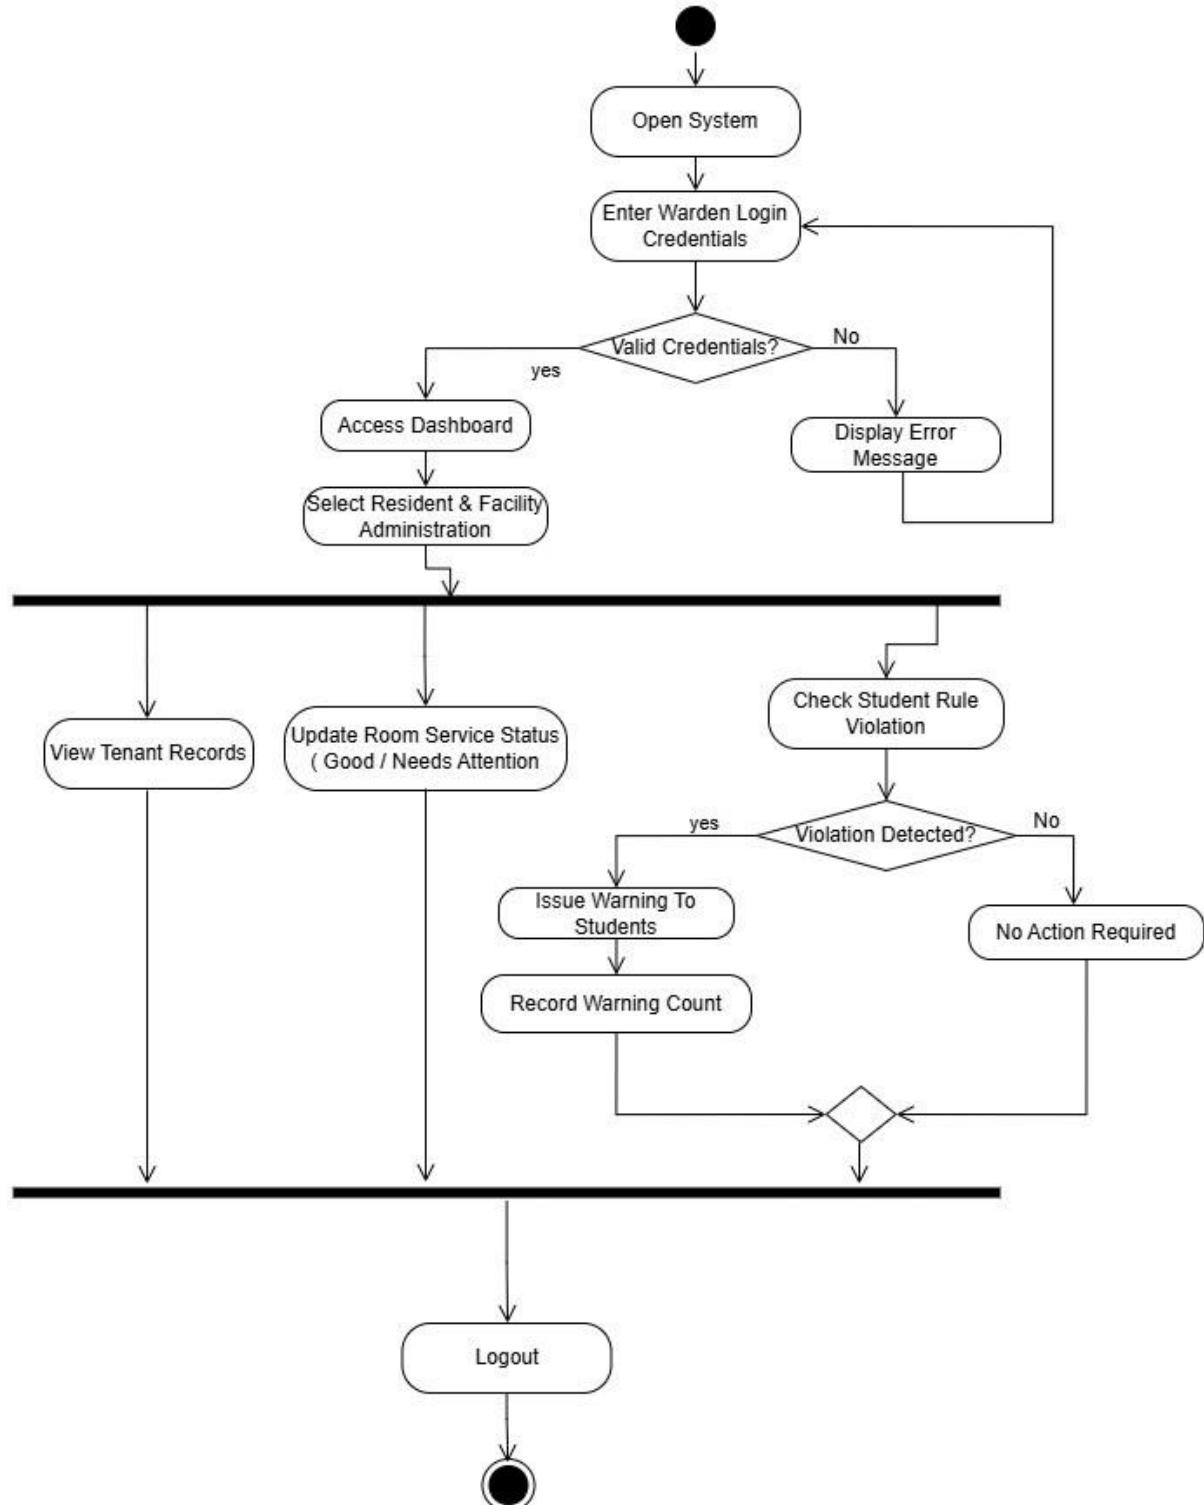 Open System
Enter Warden Login
Credentials
Valid Credentials?
No
yes
Access Dashboard
Display Error
Message
Select Resident & Facility
Administration
Check Student Rule
Violation
View Tenant Records
Update Room Service Status
( Good / Needs Attention
yes
Violation Detected?
No
Issue Warning To
Students
No Action Required
Record Warning Count
Logout